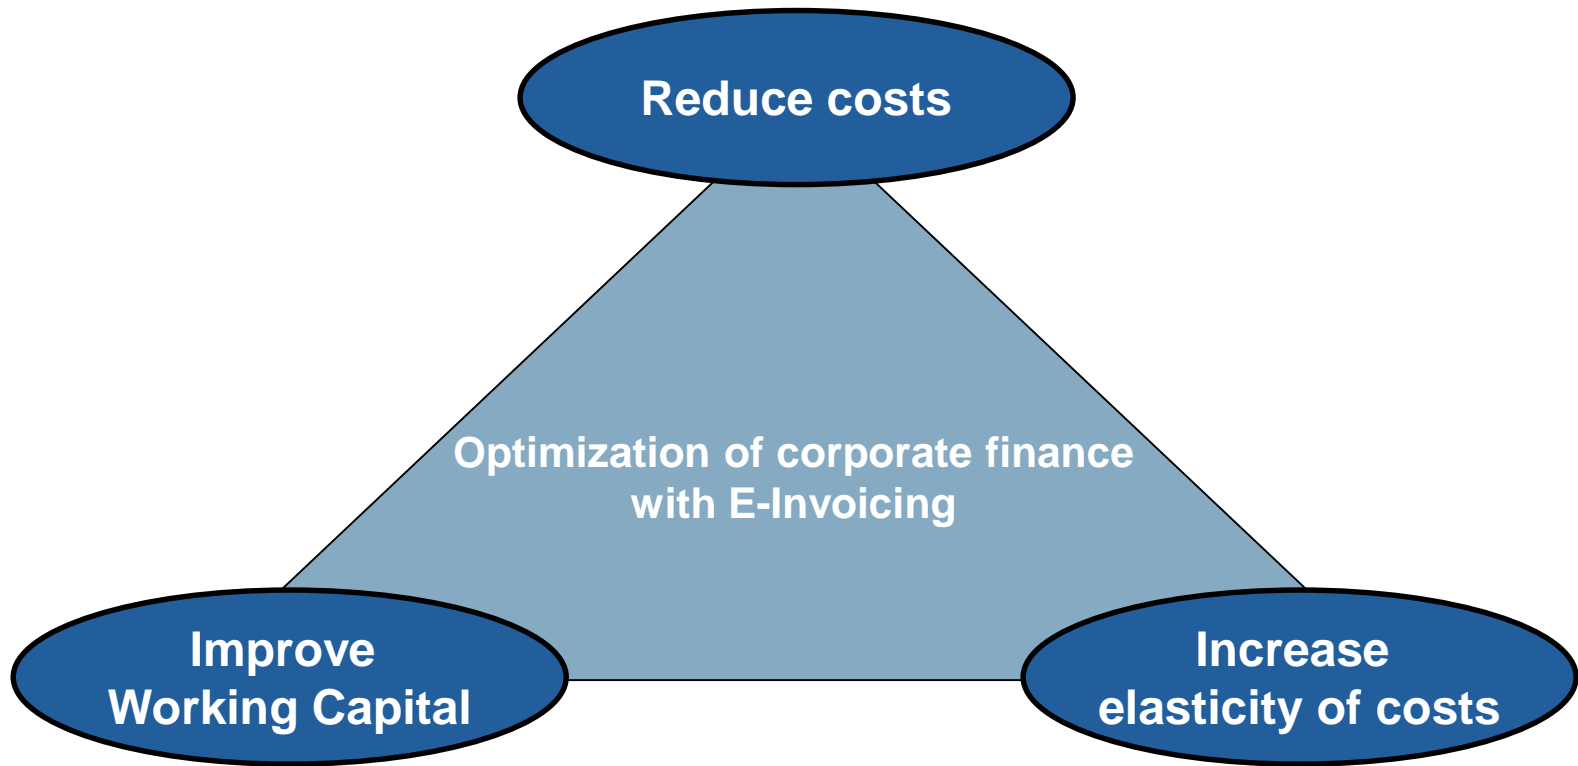 Reduce costs
Optimization of corporate finance
with E-Invoicing
Improve
Working Capital
Increase
elasticity of costs